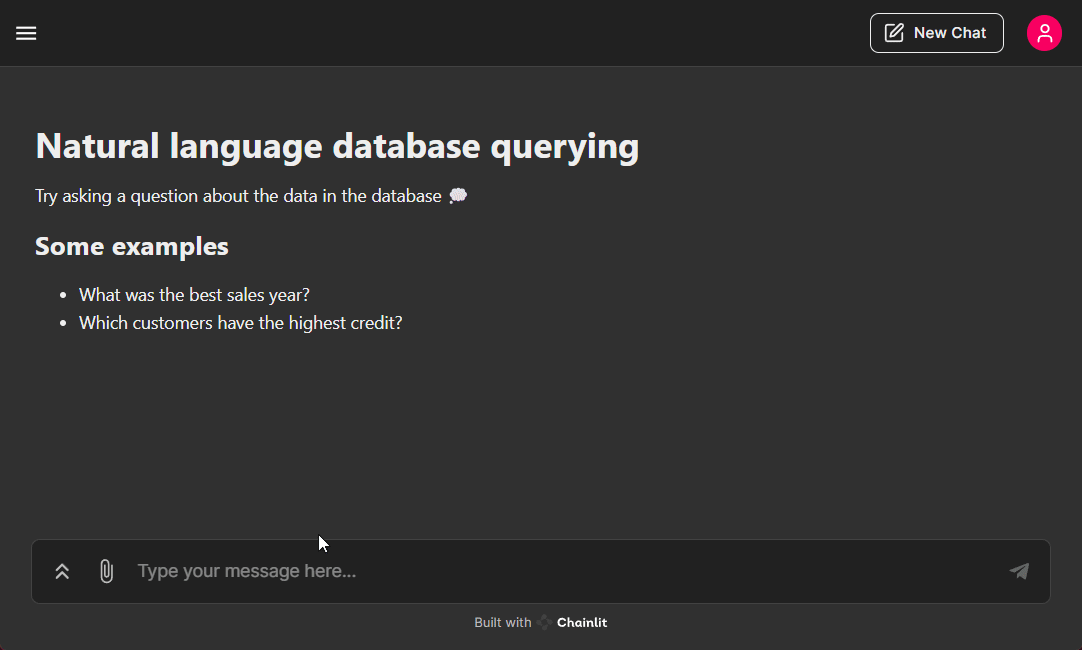 New Chat
Natural language database querying
Try asking a question about the data in the database 💭
Some examples
• What was the best sales year?
• Which customers have the highest credit?
Type your message here...
Built with Chainlit